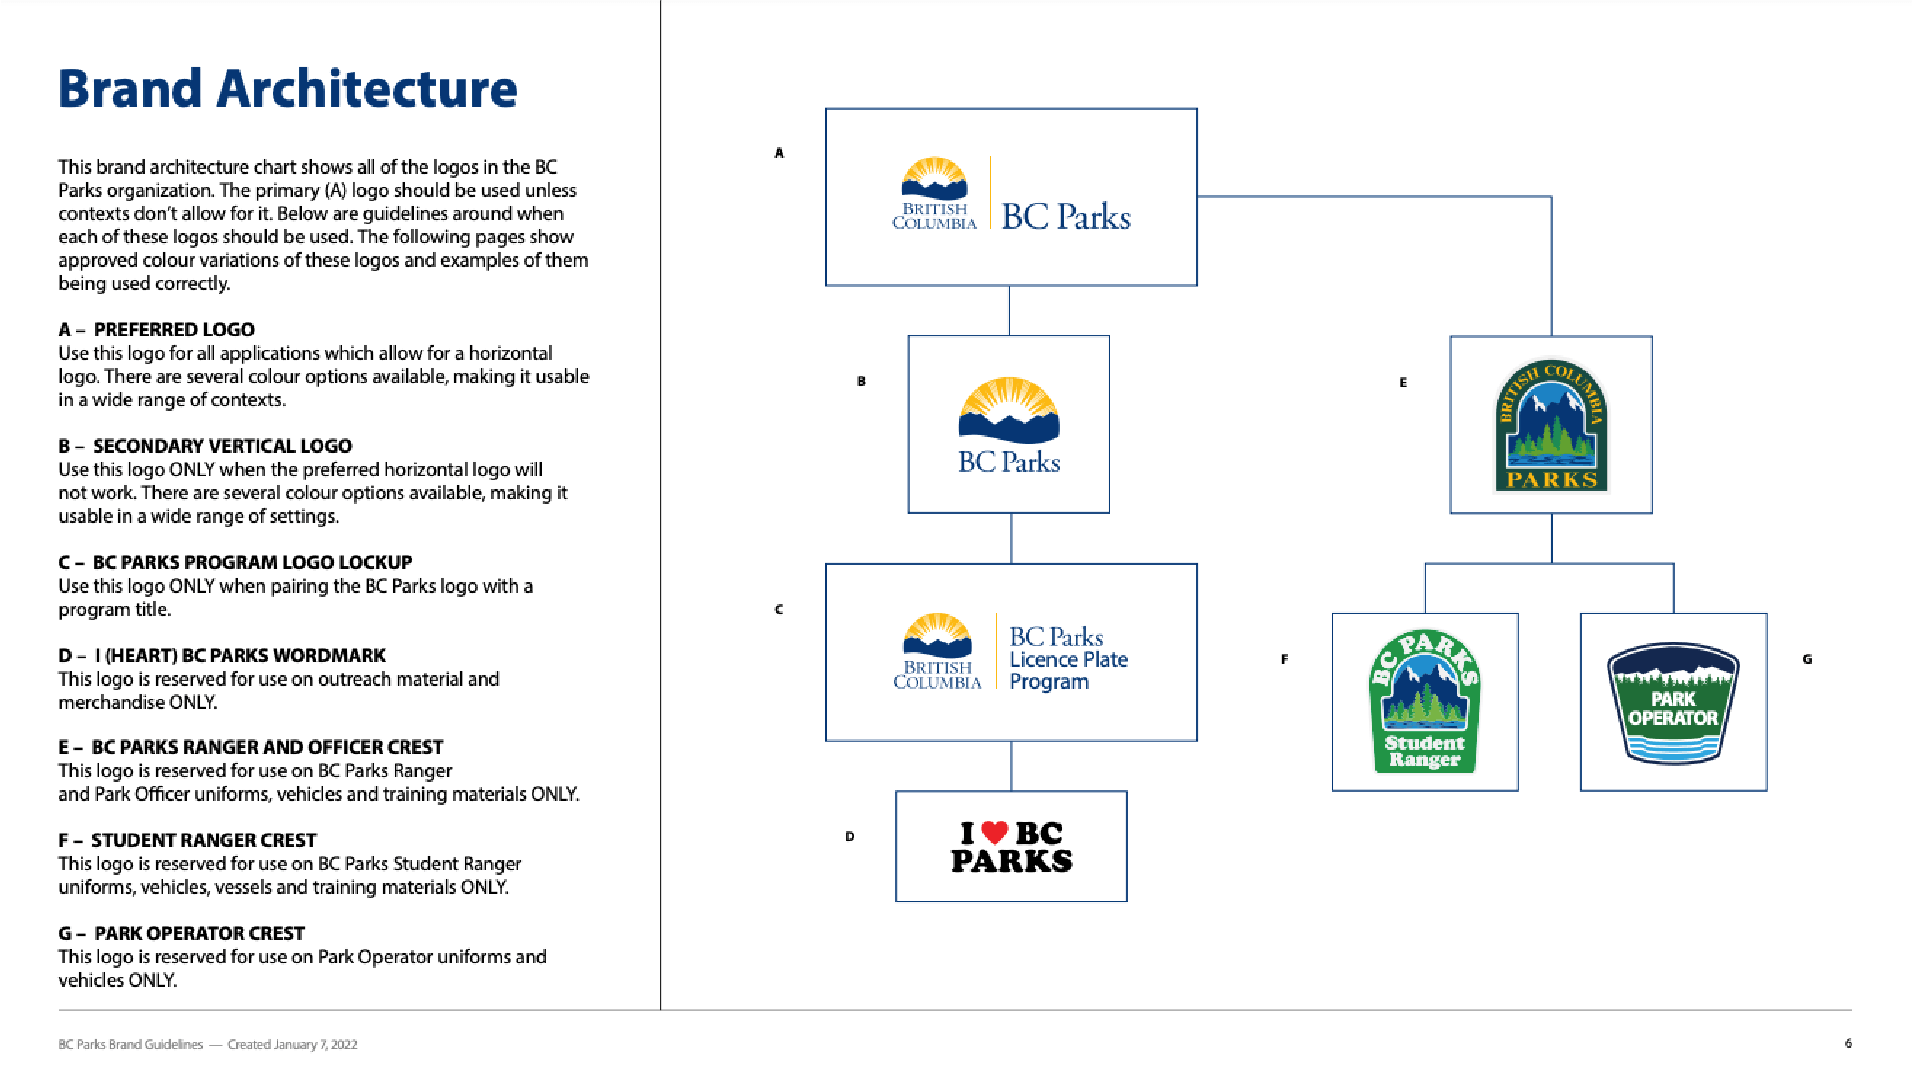 Brand Architecture
This brand architecture chart shows all of the logos in the BC
Parks organization. The primary (A) logo should be used unless
contexts don't allow for it. Below are guidelines around when
each of these logos should be used. The following pages show
approved colour variations of these logos and examples of them
being used correctly.
A – PREFERRED LOGO
Use this logo for all applications which allow for a horizontal
logo. There are several colour options available, making it usable
in a wide range of contexts.
B – SECONDARY VERTICAL LOGO
Use this logo ONLY when the preferred horizontal logo will
not work. There are several colour options available, making it
usable in a wide range of settings.
C – BC PARKS PROGRAM LOGO LOCKUP
Use this logo ONLY when pairing the BC Parks logo with a
program title.
D – I (HEART) BC PARKS WORDMARK
This logo is reserved for use on outreach material and
merchandise ONLY.
E – BC PARKS RANGER AND OFFICER CREST
This logo is reserved for use on BC Parks Ranger
and Park Officer uniforms, vehicles and training materials ONLY.
F – STUDENT RANGER CREST
This logo is reserved for use on BC Parks Student Ranger
uniforms, vehicles, vessels and training materials ONLY.
G – PARK OPERATOR CREST
This logo is reserved for use on Park Operator uniforms and
vehicles ONLY.
A
BRITISH
COLUMBIA
BC Parks
B
BC Parks
C
BRITISH
COLUMBIA
BC Parks
Licence Plate
Program
D
I ♥ BC
PARKS
E
BRITISH COLUMBIA
PARKS
F
BC PARKS
Student
Ranger
G
PARK
OPERATOR
BC Parks Brand Guidelines — Created January 7, 2022
6